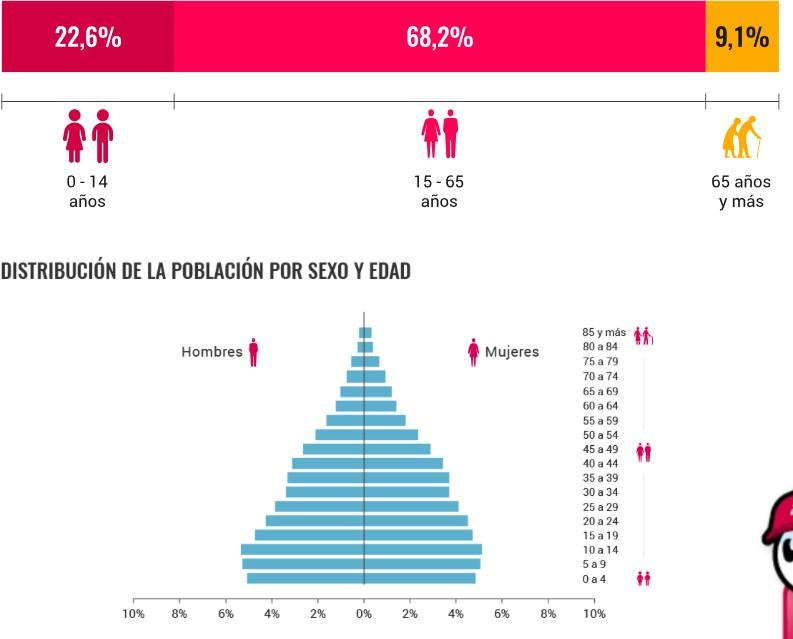 22,6%
68,2%
9,1%
0 - 14
años
15 - 65
años
65 años
y más
DISTRIBUCIÓN DE LA POBLACIÓN POR SEXO Y EDAD
Hombres
Mujeres
85 y más
80 a 84
75 a 79
70 a 74
65 a 69
60 a 64
55 a 59
50 a 54
45 a 49
40 a 44
35 a 39
30 a 34
25 a 29
20 a 24
15 a 19
10 a 14
5 a 9
0 a 4
10% 8% 6% 4% 2% 0% 2% 4% 6% 8% 10%